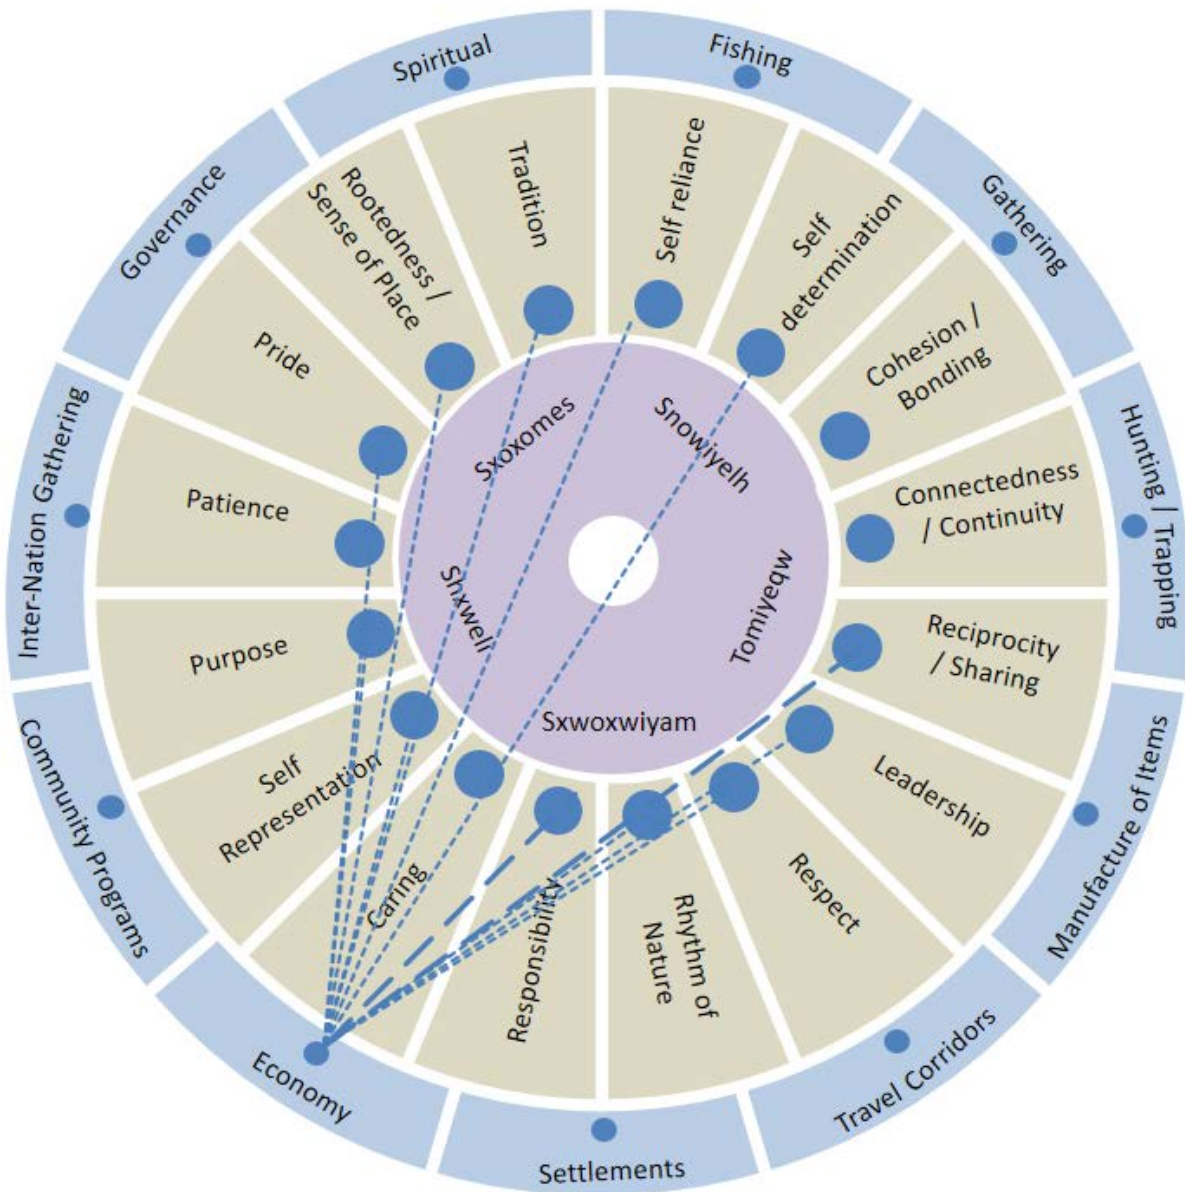 Spiritual
Fishing
Gathering
Hunting / Trapping
Manufacture of Items
Travel Corridors
Settlements
Economy
Community Programs
Inter-Nation Gathering
Governance
Tradition
Self reliance
Self
determination
Cohesion /
Bonding
Connectedness
/ Continuity
Reciprocity
/ Sharing
Leadership
Respect
Rhythm of
Nature
Responsibility
Caring
Self
Representation
Purpose
Patience
Pride
Rootedness /
Sense of Place
Sxoxomes
Snowiyelh
Tomiyeqw
Sxwoxwiyam
Shxweli